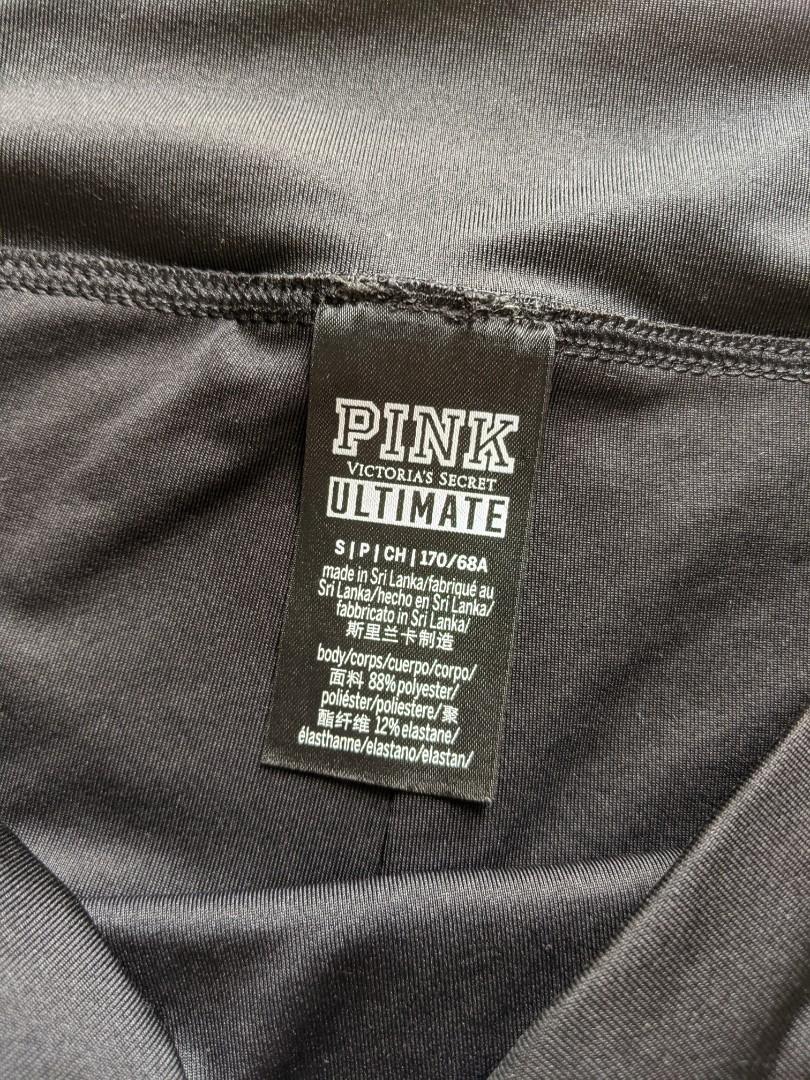 PINK
VICTORIA'S SECRET
ULTIMATE
S | P | CH | 170/68A
made in Sri Lanka/fabriqué au
Sri Lanka/hecho en Sri Lanka/
fabbricato in Sri Lanka/
斯里兰卡制造
body/corps/cuerpo/corpo/
面料 88% polyester/
poliéster/poliestere/聚
酯纤维 12% elastane/
élasthanne/elastano/elastan/